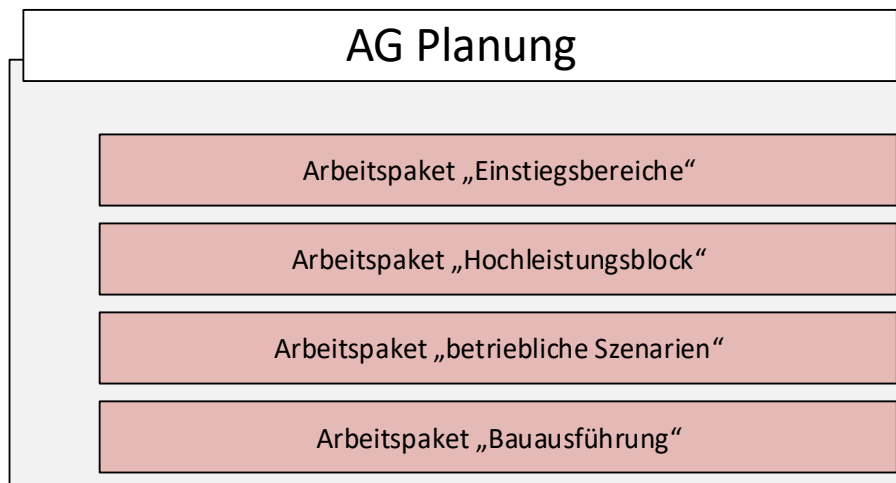 AG Planung
Arbeitspaket „Einstiegsbereiche“
Arbeitspaket „Hochleistungsblock“
Arbeitspaket „betriebliche Szenarien“
Arbeitspaket „Bauausführung“